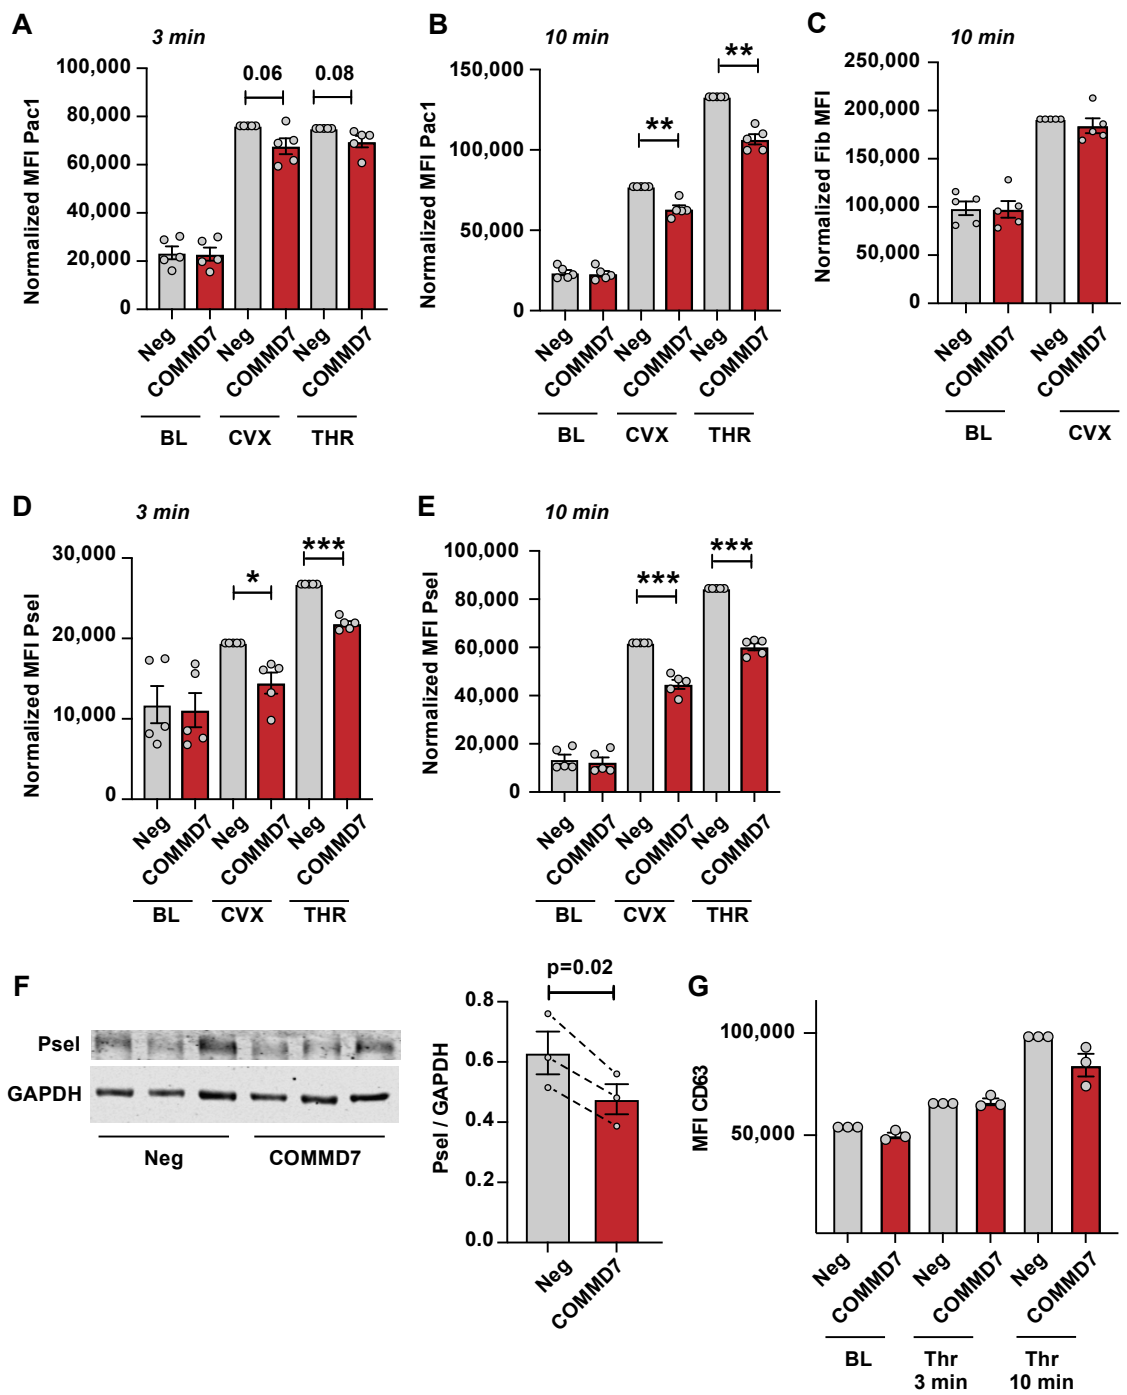 A
3 min
Normalized MFI Pac1
100,000
80,000
60,000
40,000
20,000
0
0.06
0.08
Neg
COMMD7
Neg
COMMD7
Neg
COMMD7
BL
CVX
THR
B
10 min
Normalized MFI Pac1
150,000
100,000
50,000
0
**
**
Neg
COMMD7
Neg
COMMD7
Neg
COMMD7
BL
CVX
THR
C
10 min
Normalized Fib MFI
250,000
200,000
150,000
100,000
50,000
0
Neg
COMMD7
Neg
COMMD7
BL
CVX
D
3 min
Normalized MFI Psel
30,000
20,000
10,000
0
*
***
Neg
COMMD7
Neg
COMMD7
Neg
COMMD7
BL
CVX
THR
E
10 min
Normalized MFI Psel
100,000
80,000
60,000
40,000
20,000
0
***
***
Neg
COMMD7
Neg
COMMD7
Neg
COMMD7
BL
CVX
THR
F
Psel
GAPDH
Neg
COMMD7
p=0.02
Psel / GAPDH
0.8
0.6
0.4
0.2
0.0
Neg
COMMD7
G
MFI CD63
100,000
50,000
Neg
COMMD7
Neg
COMMD7
Neg
COMMD7
BL
Thr
3 min
Thr
10 min